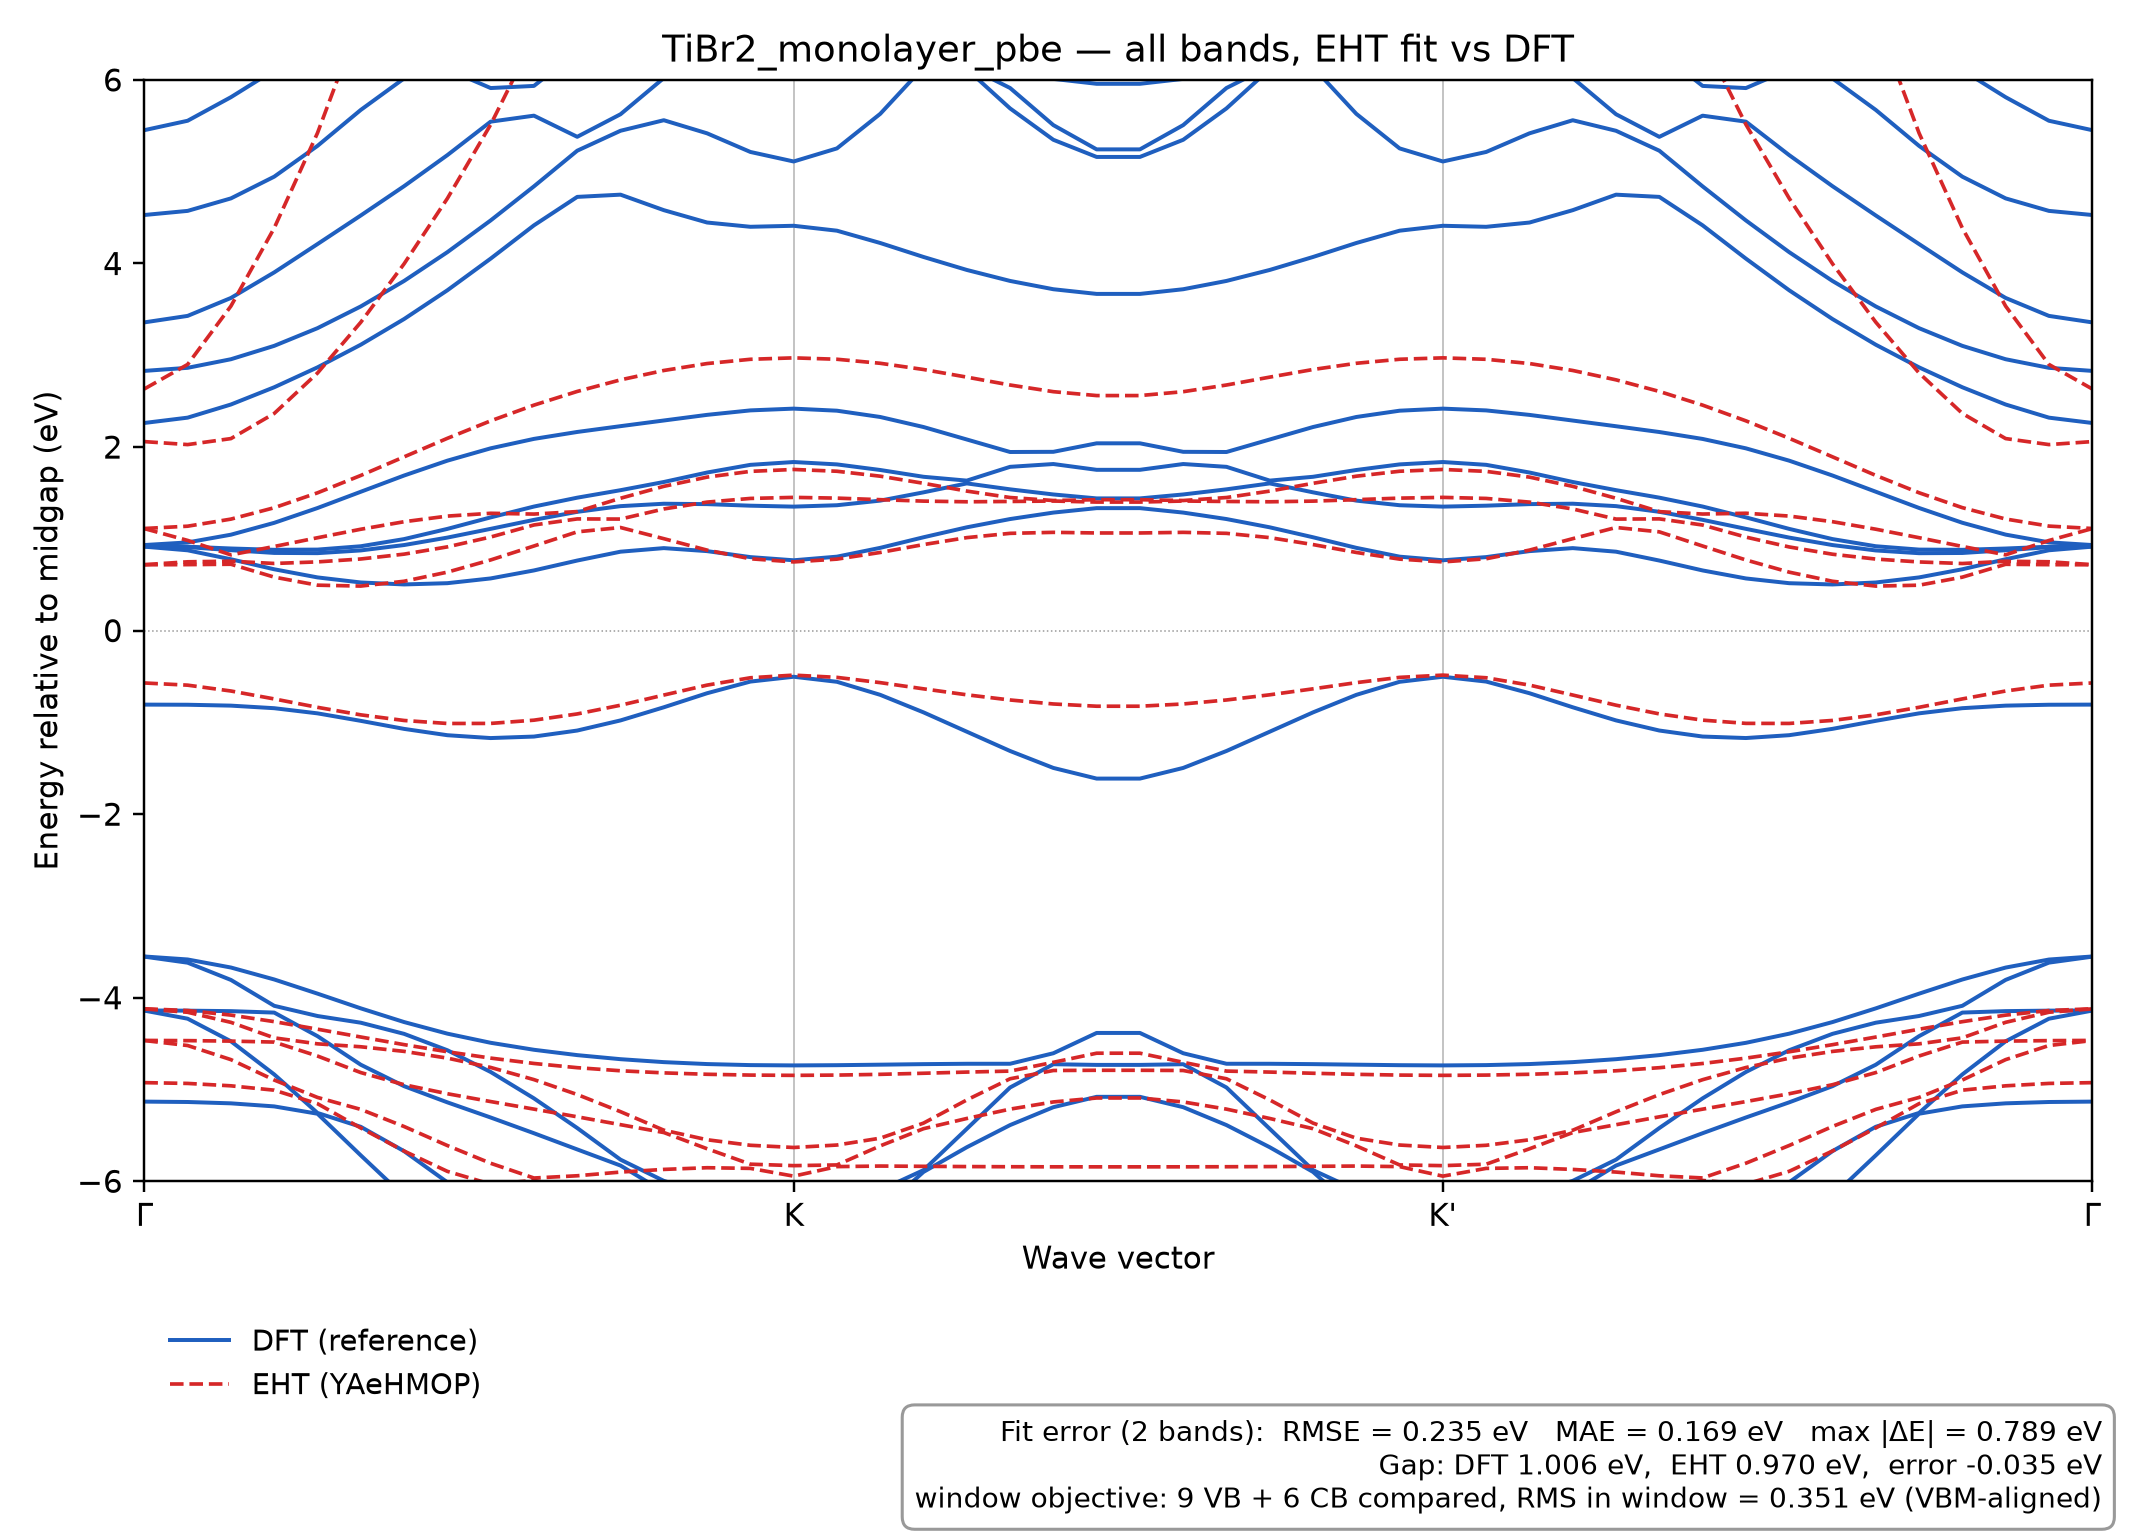 TiBr2_monolayer_pbe — all bands, EHT fit vs DFT
Energy relative to midgap (eV)
6
4
2
0
−2
−4
−6
Γ K K' Γ
Wave vector
DFT (reference)
EHT (YAeHMOP)
Fit error (2 bands): RMSE = 0.235 eV MAE = 0.169 eV max |ΔE| = 0.789 eV
Gap: DFT 1.006 eV, EHT 0.970 eV, error -0.035 eV
window objective: 9 VB + 6 CB compared, RMS in window = 0.351 eV (VBM-aligned)